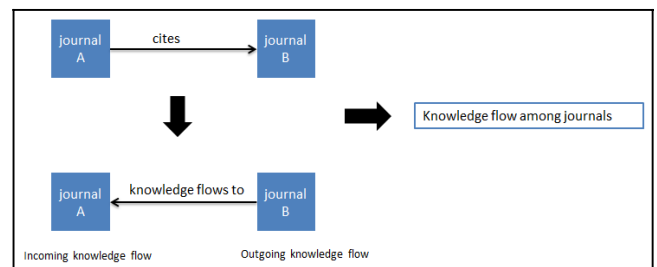 journal
A
cites
journal
B
Knowledge flow among journals
journal
A
knowledge flows to
journal
B
Incoming knowledge flow
Outgoing knowledge flow